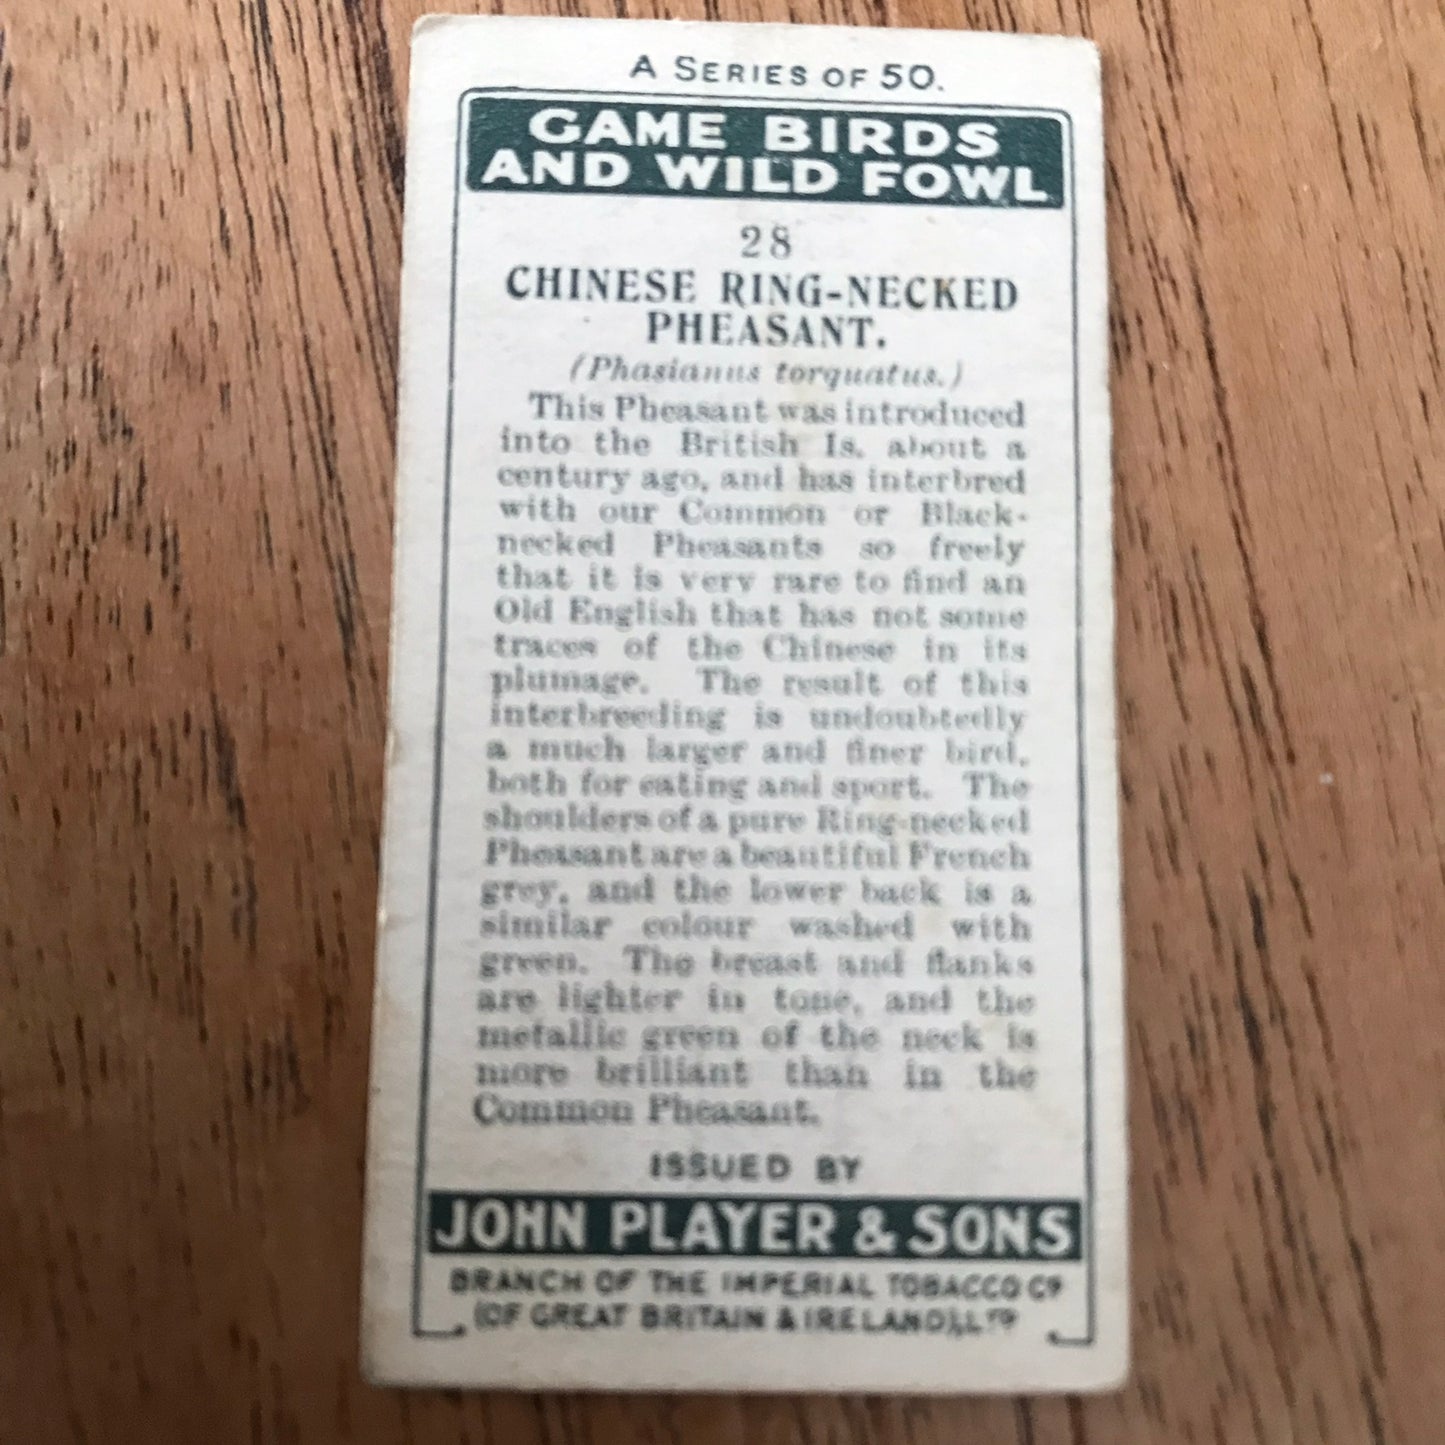 A SERIES OF 50.
GAME BIRDS
AND WILD FOWL
28
CHINESE RING-NECKED
PHEASANT.
(Phasianus torquatus.)
This Pheasant was introduced
into the British Is. about a
century ago, and has interbred
with our Common or Black-
necked Pheasants so freely
that it is very rare to find an
Old English that has not some
traces of the Chinese in its
plumage. The result of this
interbreeding is undoubtedly
a much larger and finer bird,
both for eating and sport. The
shoulders of a pure Ring-necked
Pheasant are a beautiful French
grey, and the lower back is a
similar colour washed with
green. The breast and flanks
are lighter in tone, and the
metallic green of the neck is
more brilliant than in the
Common Pheasant.
ISSUED BY
JOHN PLAYER & SONS
BRANCH OF THE IMPERIAL TOBACCO CO
(OF GREAT BRITAIN & IRELAND), LTD